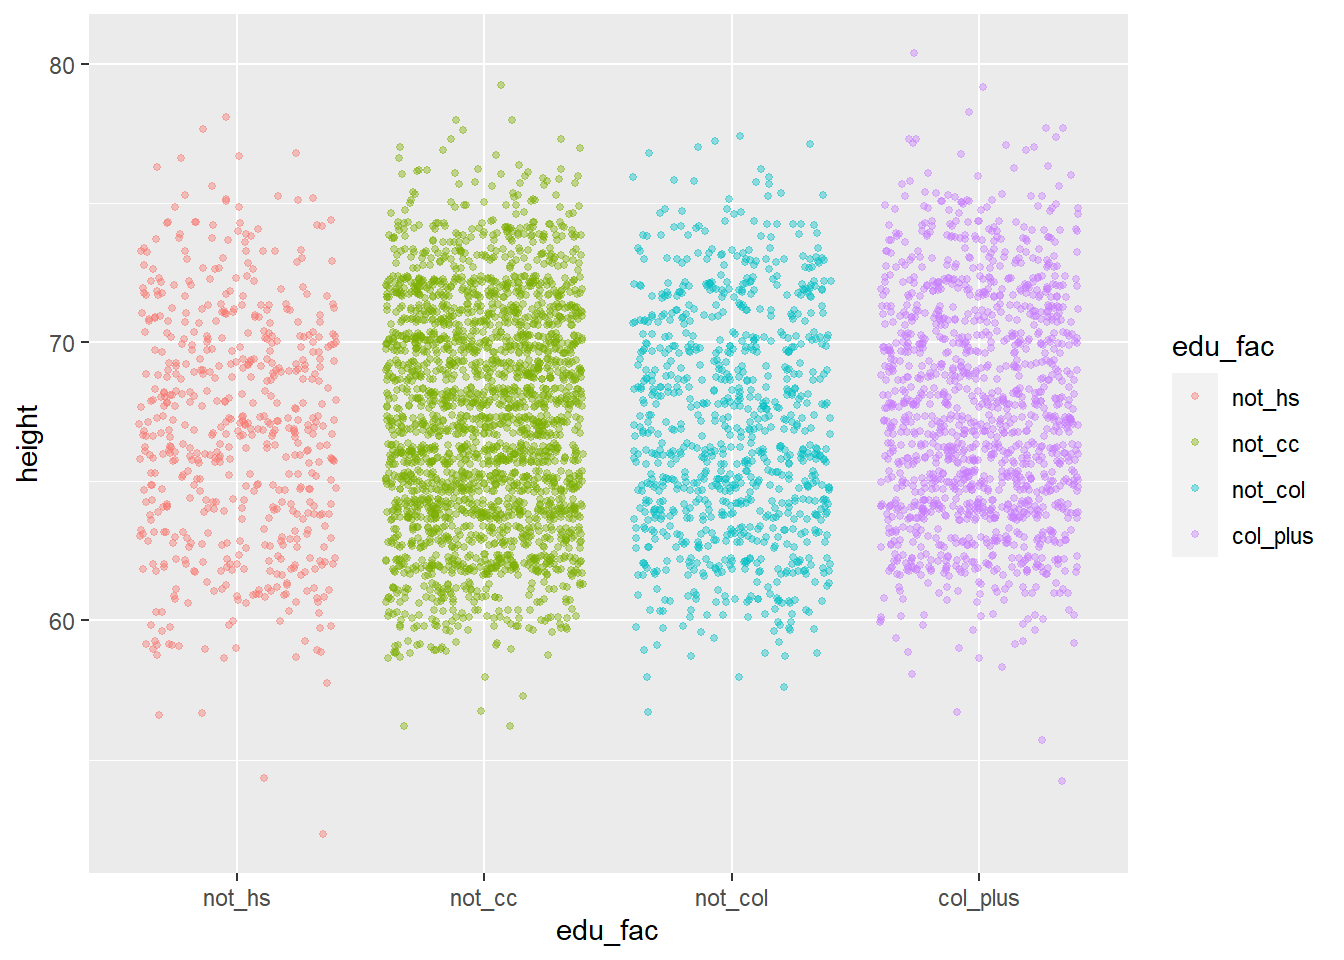 80
70
60
height
not_hs
not_cc
not_col
col_plus
edu_fac
edu_fac
not_hs
not_cc
not_col
col_plus